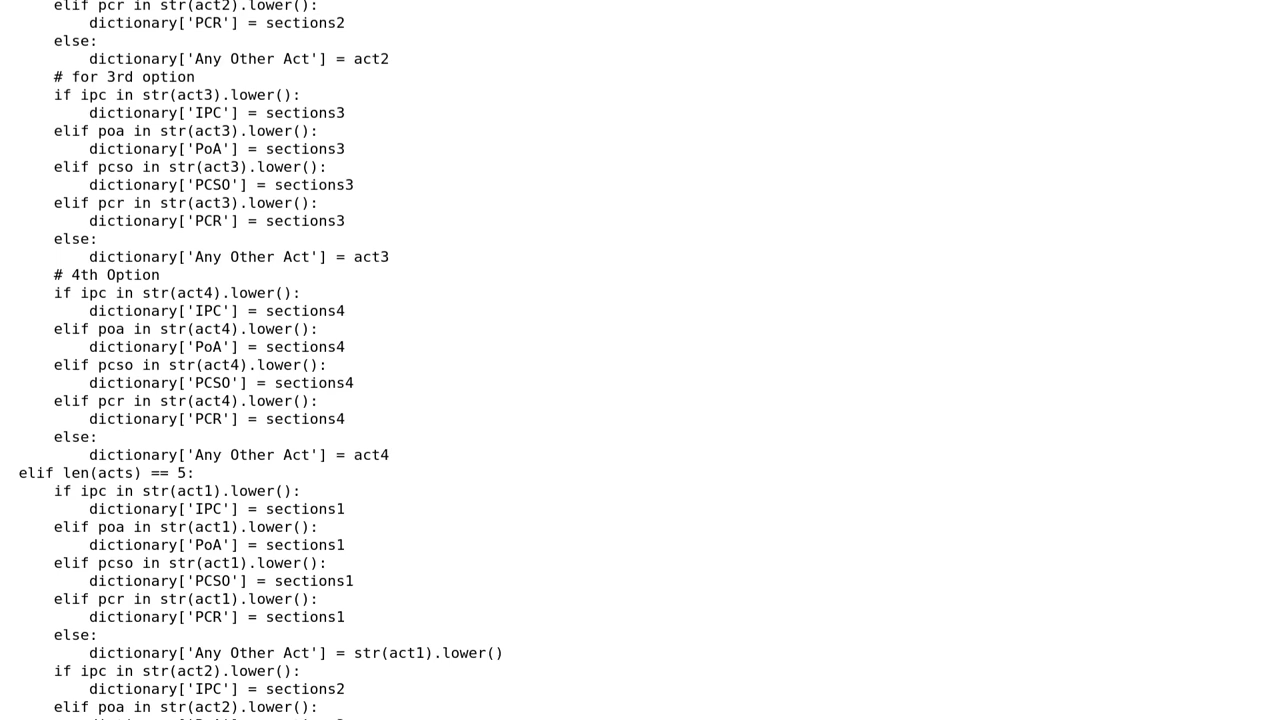 elif pcr in str(act2).lower():
        dictionary['PCR'] = sections2
    else:
        dictionary['Any Other Act'] = act2
    # for 3rd option
    if ipc in str(act3).lower():
        dictionary['IPC'] = sections3
    elif poa in str(act3).lower():
        dictionary['PoA'] = sections3
    elif pcso in str(act3).lower():
        dictionary['PCSO'] = sections3
    elif pcr in str(act3).lower():
        dictionary['PCR'] = sections3
    else:
        dictionary['Any Other Act'] = act3
    # 4th Option
    if ipc in str(act4).lower():
        dictionary['IPC'] = sections4
    elif poa in str(act4).lower():
        dictionary['PoA'] = sections4
    elif pcso in str(act4).lower():
        dictionary['PCSO'] = sections4
    elif pcr in str(act4).lower():
        dictionary['PCR'] = sections4
    else:
        dictionary['Any Other Act'] = act4
elif len(acts) == 5:
    if ipc in str(act1).lower():
        dictionary['IPC'] = sections1
    elif poa in str(act1).lower():
        dictionary['PoA'] = sections1
    elif pcso in str(act1).lower():
        dictionary['PCSO'] = sections1
    elif pcr in str(act1).lower():
        dictionary['PCR'] = sections1
    else:
        dictionary['Any Other Act'] = str(act1).lower()
    if ipc in str(act2).lower():
        dictionary['IPC'] = sections2
    elif poa in str(act2).lower():